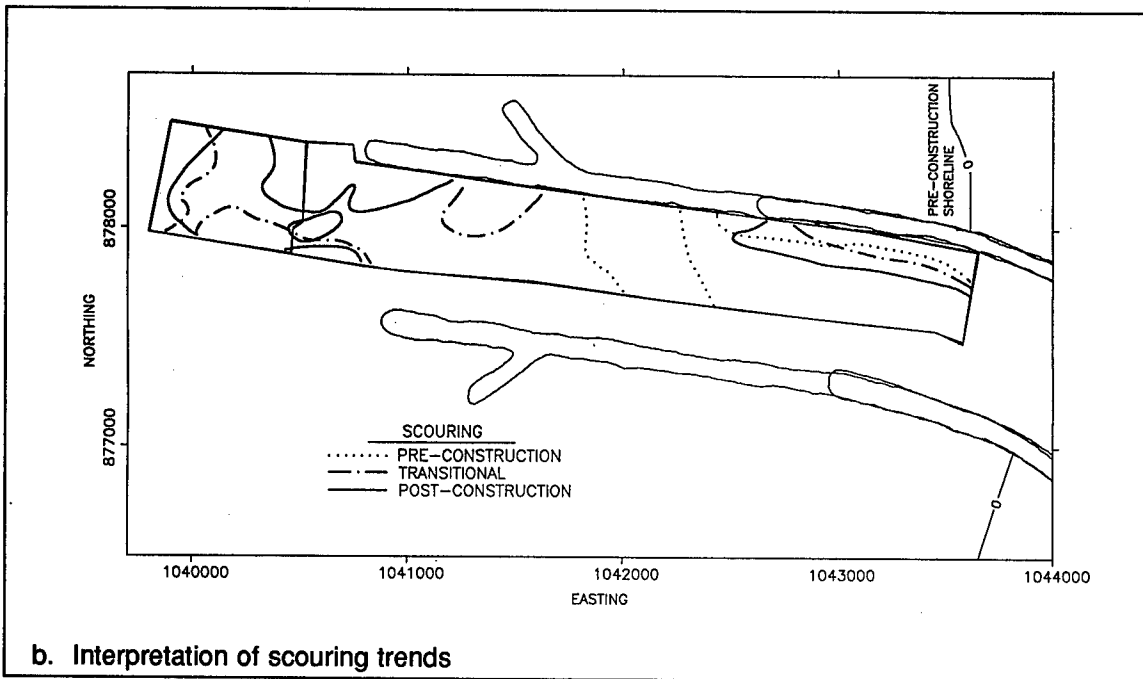 PRE-CONSTRUCTION
SHORELINE
0
878000
877000
NORTHING
SCOURING
PRE-CONSTRUCTION
TRANSITIONAL
POST-CONSTRUCTION
0
1040000
1041000
1042000
1043000
1044000
EASTING
b. Interpretation of scouring trends